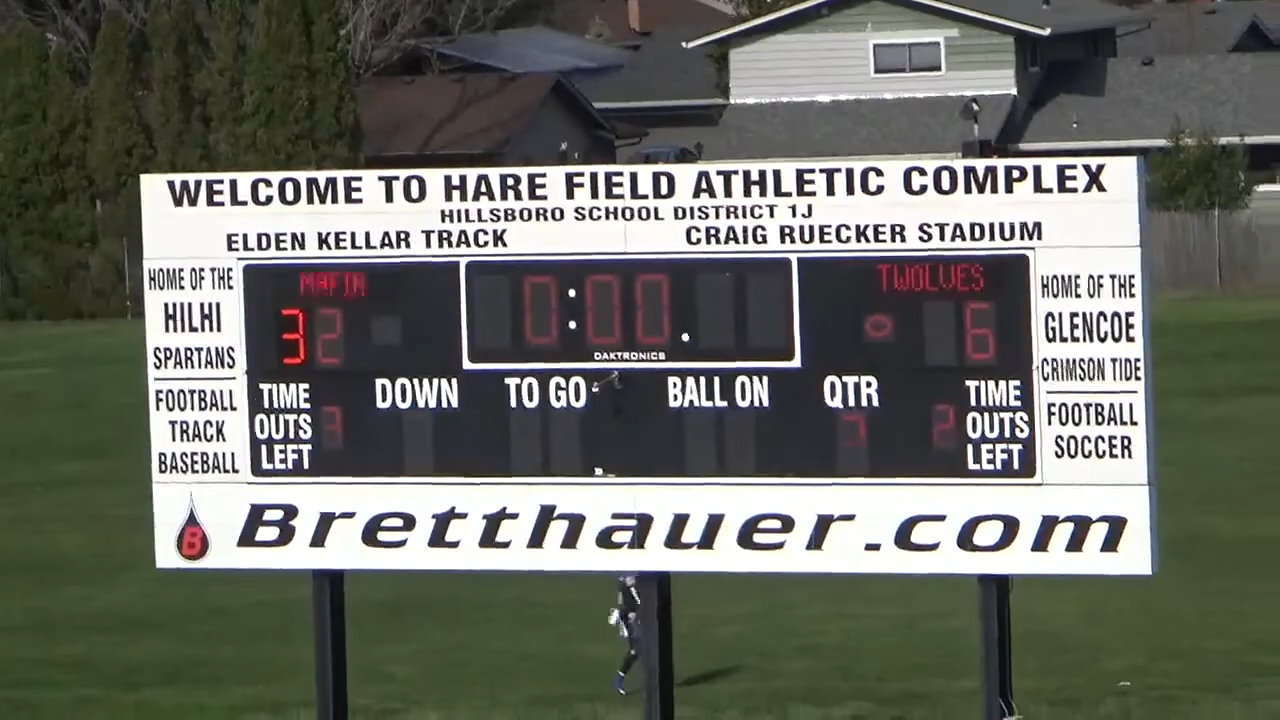 WELCOME TO HARE FIELD ATHLETIC COMPLEX
HILLSBORO SCHOOL DISTRICT 1J
ELDEN KELLAR TRACK
CRAIG RUECKER STADIUM
HOME OF THE
HILHI
SPARTANS
FOOTBALL
TRACK
BASEBALL
MAFIA
32
0:00.
DAKTRONICS
TWOLVES
6
HOME OF THE
GLENCOE
CRIMSON TIDE
FOOTBALL
SOCCER
TIME
OUTS
LEFT
3
DOWN
TO GO
BALL ON
QTR
2
TIME
OUTS
LEFT
B
Bretthauer.com